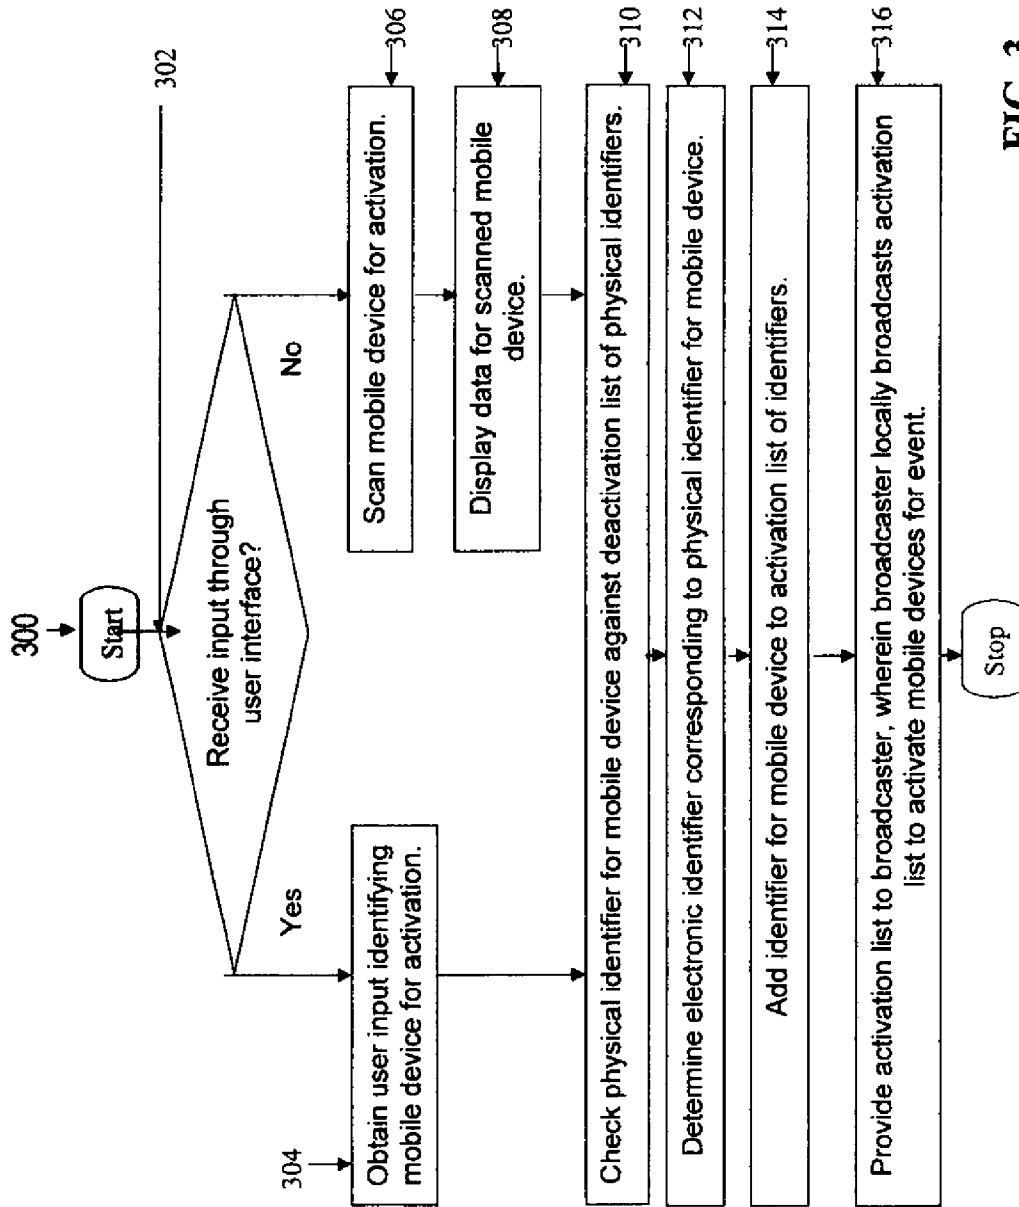 300
Start
302
Receive input through
user interface?
Yes
No
304
Obtain user input identifying
mobile device for activation.
306
Scan mobile device for activation.
308
Display data for scanned mobile
device.
310
Check physical identifier for mobile device against deactivation list of physical identifiers.
312
Determine electronic identifier corresponding to physical identifier for mobile device.
314
Add identifier for mobile device to activation list of identifiers.
316
Provide activation list to broadcaster, wherein broadcaster locally broadcasts activation
list to activate mobile devices for event.
Stop